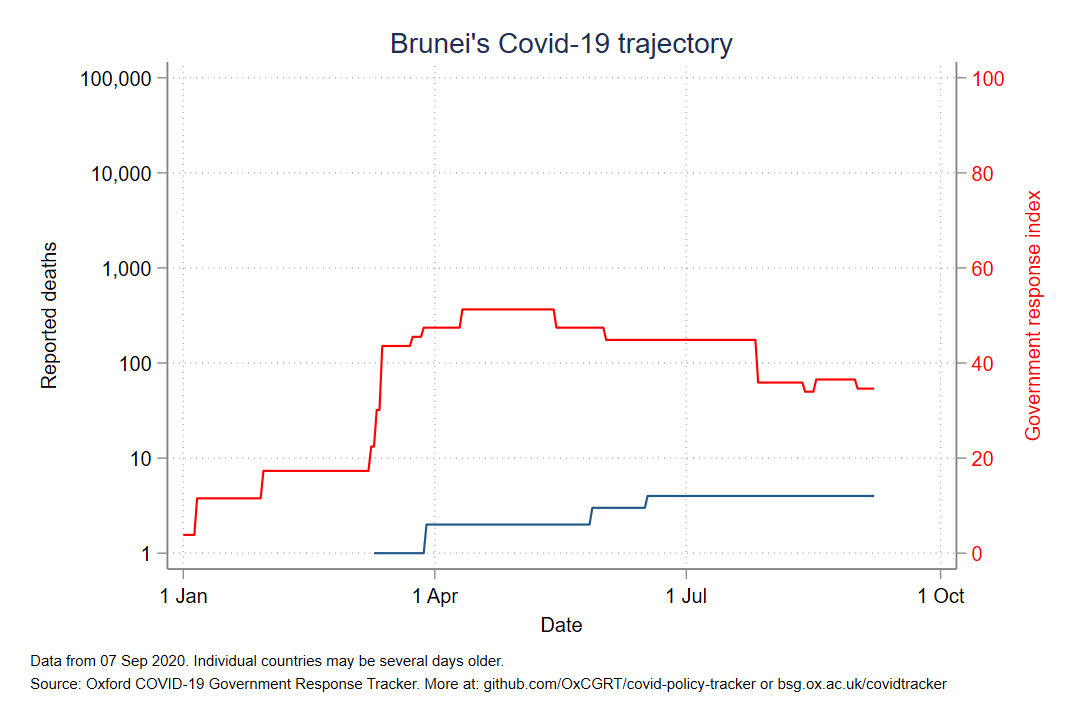 Brunei's Covid-19 trajectory
100,000
10,000
1,000
100
10
1
Reported deaths
100
80
60
40
20
0
Government response index
1 Jan
1 Apr
1 Jul
1 Oct
Date
Data from 07 Sep 2020. Individual countries may be several days older.
Source: Oxford COVID-19 Government Response Tracker. More at: github.com/OxCGRT/covid-policy-tracker or bsg.ox.ac.uk/covidtracker